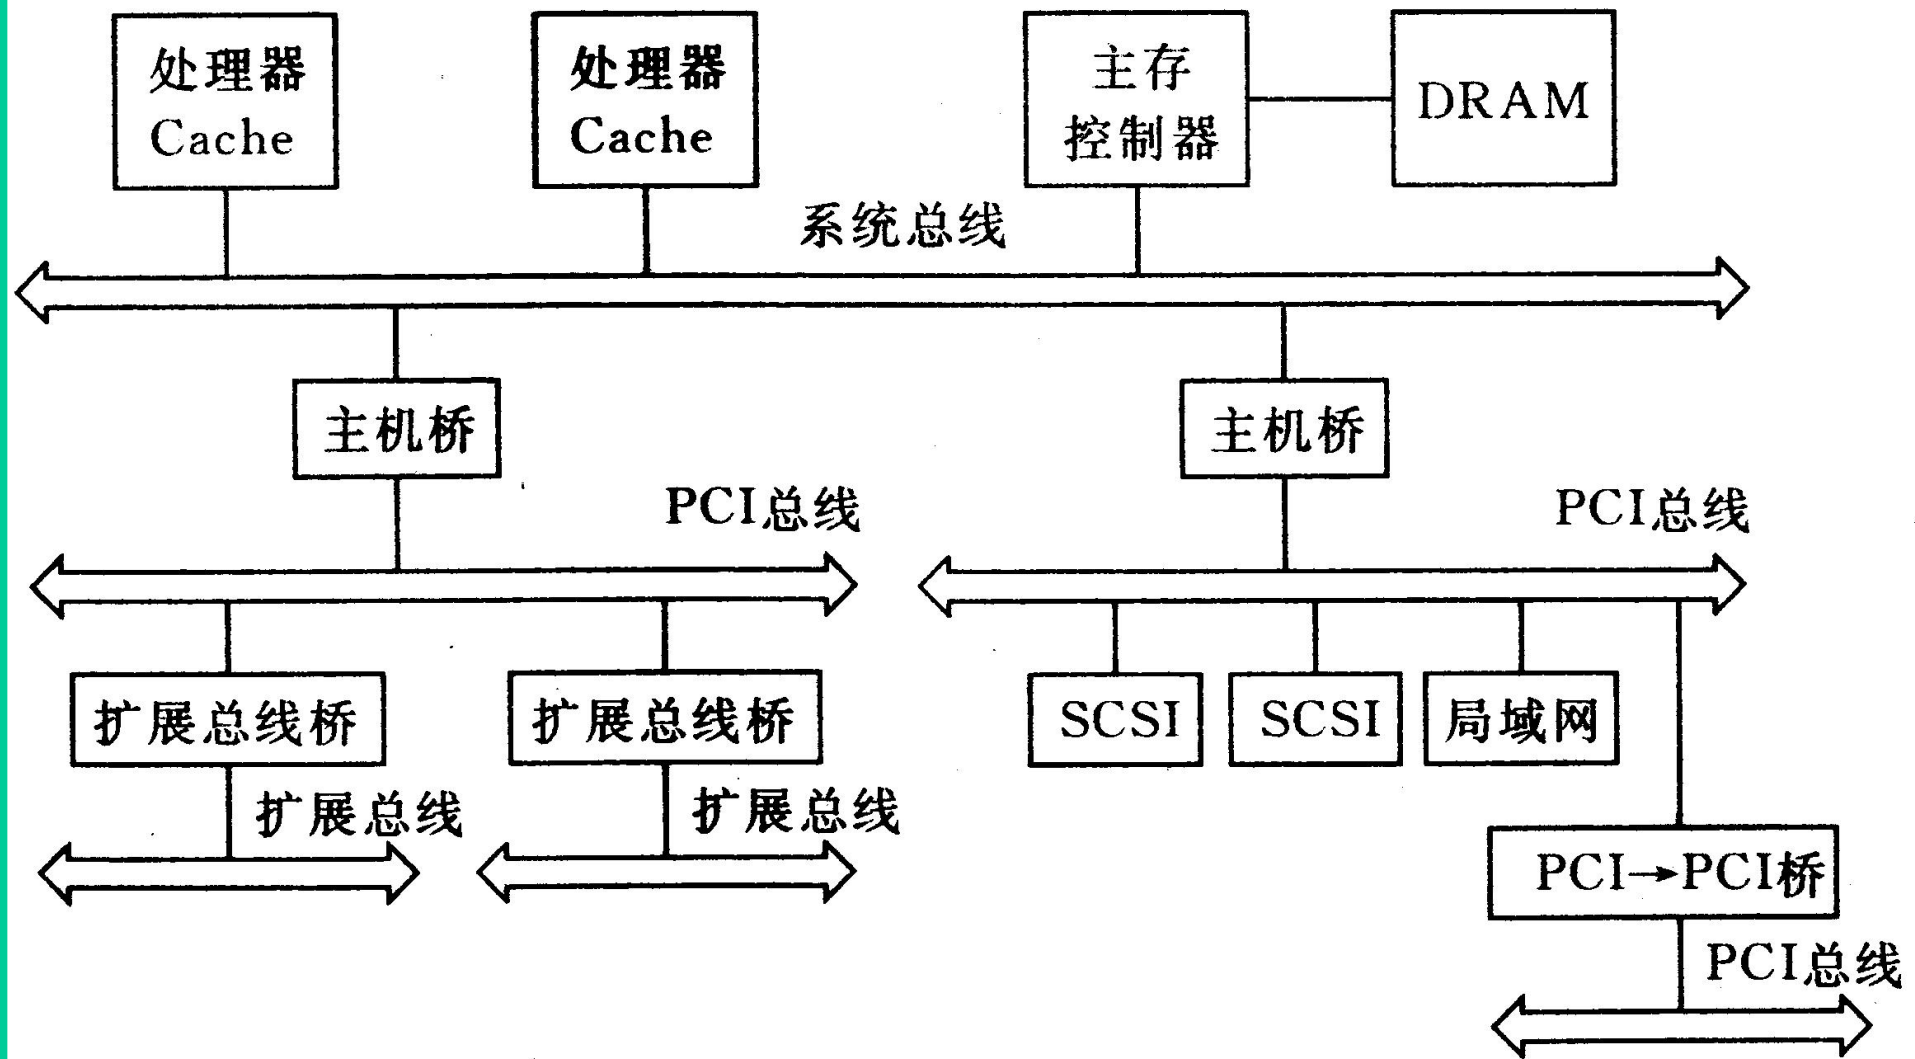 处理器
Cache
处理器
Cache
主存
控制器
DRAM
系统总线
主机桥
主机桥
PCI总线
PCI总线
扩展总线桥
扩展总线桥
SCSI
SCSI
局域网
扩展总线
扩展总线
PCI→PCI桥
PCI总线